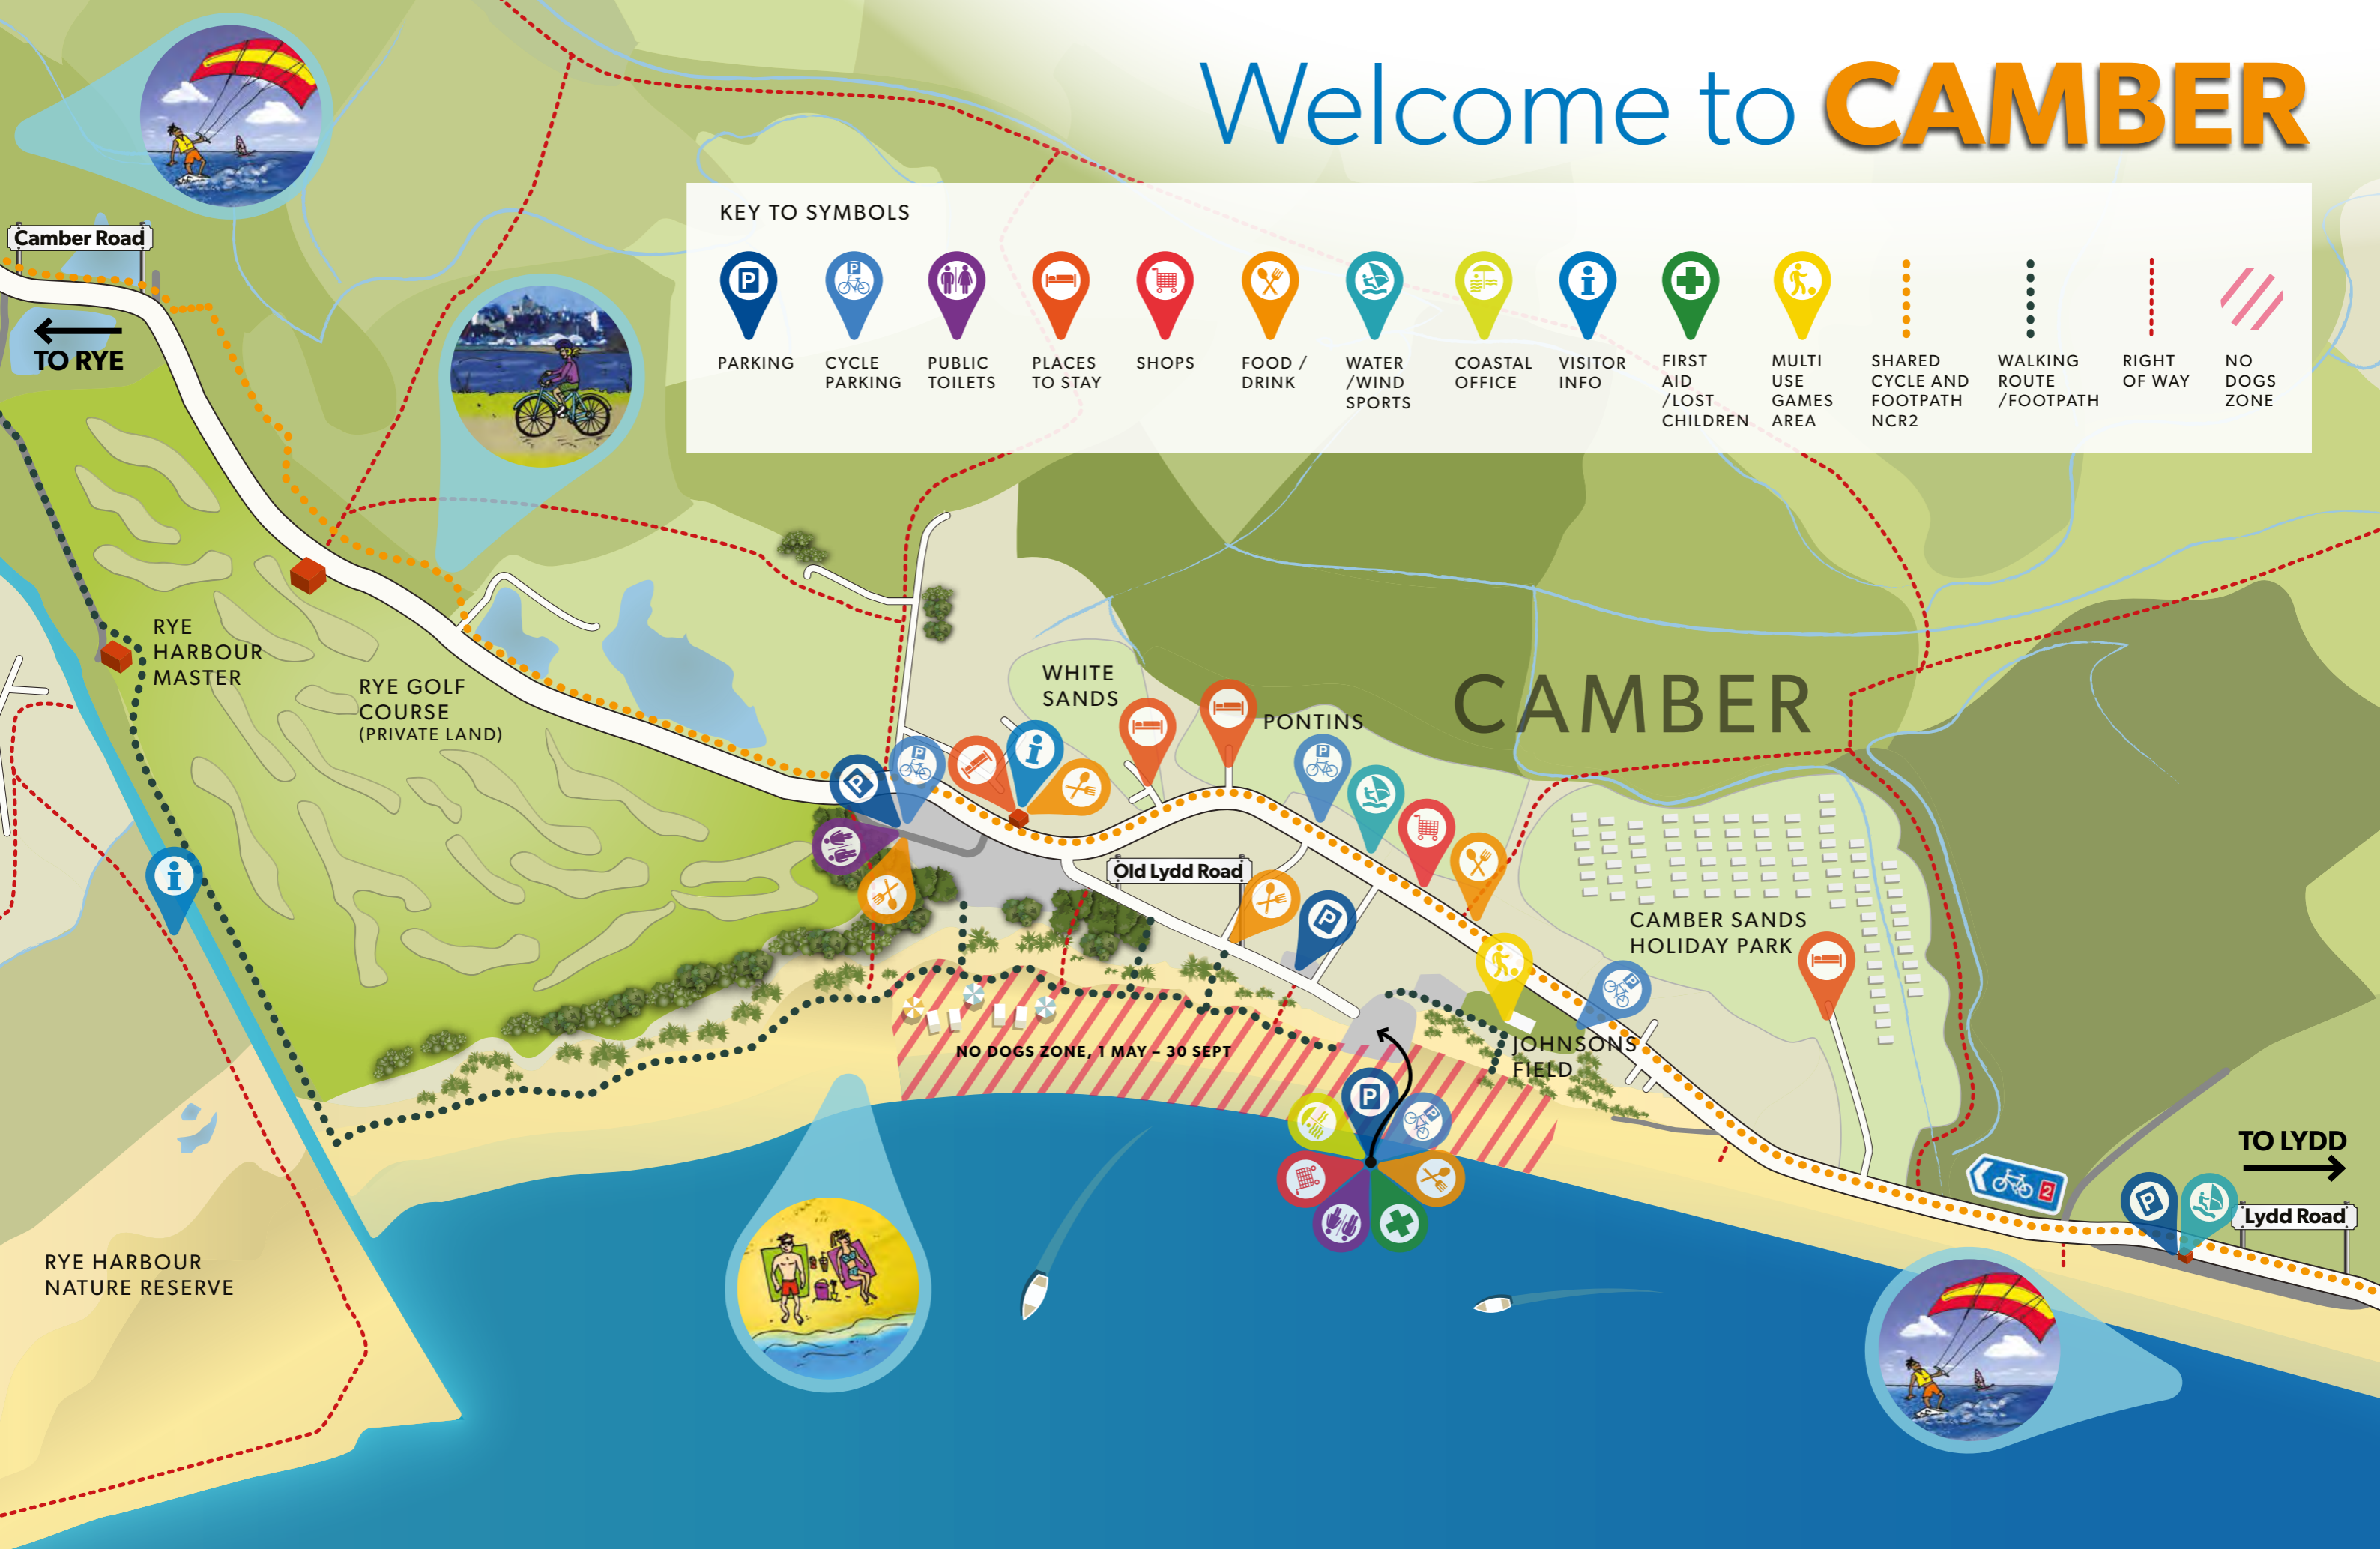 Welcome to CAMBER
KEY TO SYMBOLS
P
P
i
PARKING
CYCLE
PARKING
PUBLIC
TOILETS
PLACES
TO STAY
SHOPS
FOOD /
DRINK
WATER
/WIND
SPORTS
COASTAL
OFFICE
VISITOR
INFO
FIRST
AID
/LOST
CHILDREN
MULTI
USE
GAMES
AREA
SHARED
CYCLE AND
FOOTPATH
NCR2
WALKING
ROUTE
/FOOTPATH
RIGHT
OF WAY
NO
DOGS
ZONE
Camber Road
TO RYE
RYE
HARBOUR
MASTER
RYE GOLF
COURSE
(PRIVATE LAND)
WHITE
SANDS
PONTINS
CAMBER
P
P
i
P
i
Old Lydd Road
P
CAMBER SANDS
HOLIDAY PARK
P
NO DOGS ZONE, 1 MAY – 30 SEPT
JOHNSONS
FIELD
P
P
TO LYDD
2
P
Lydd Road
RYE HARBOUR
NATURE RESERVE